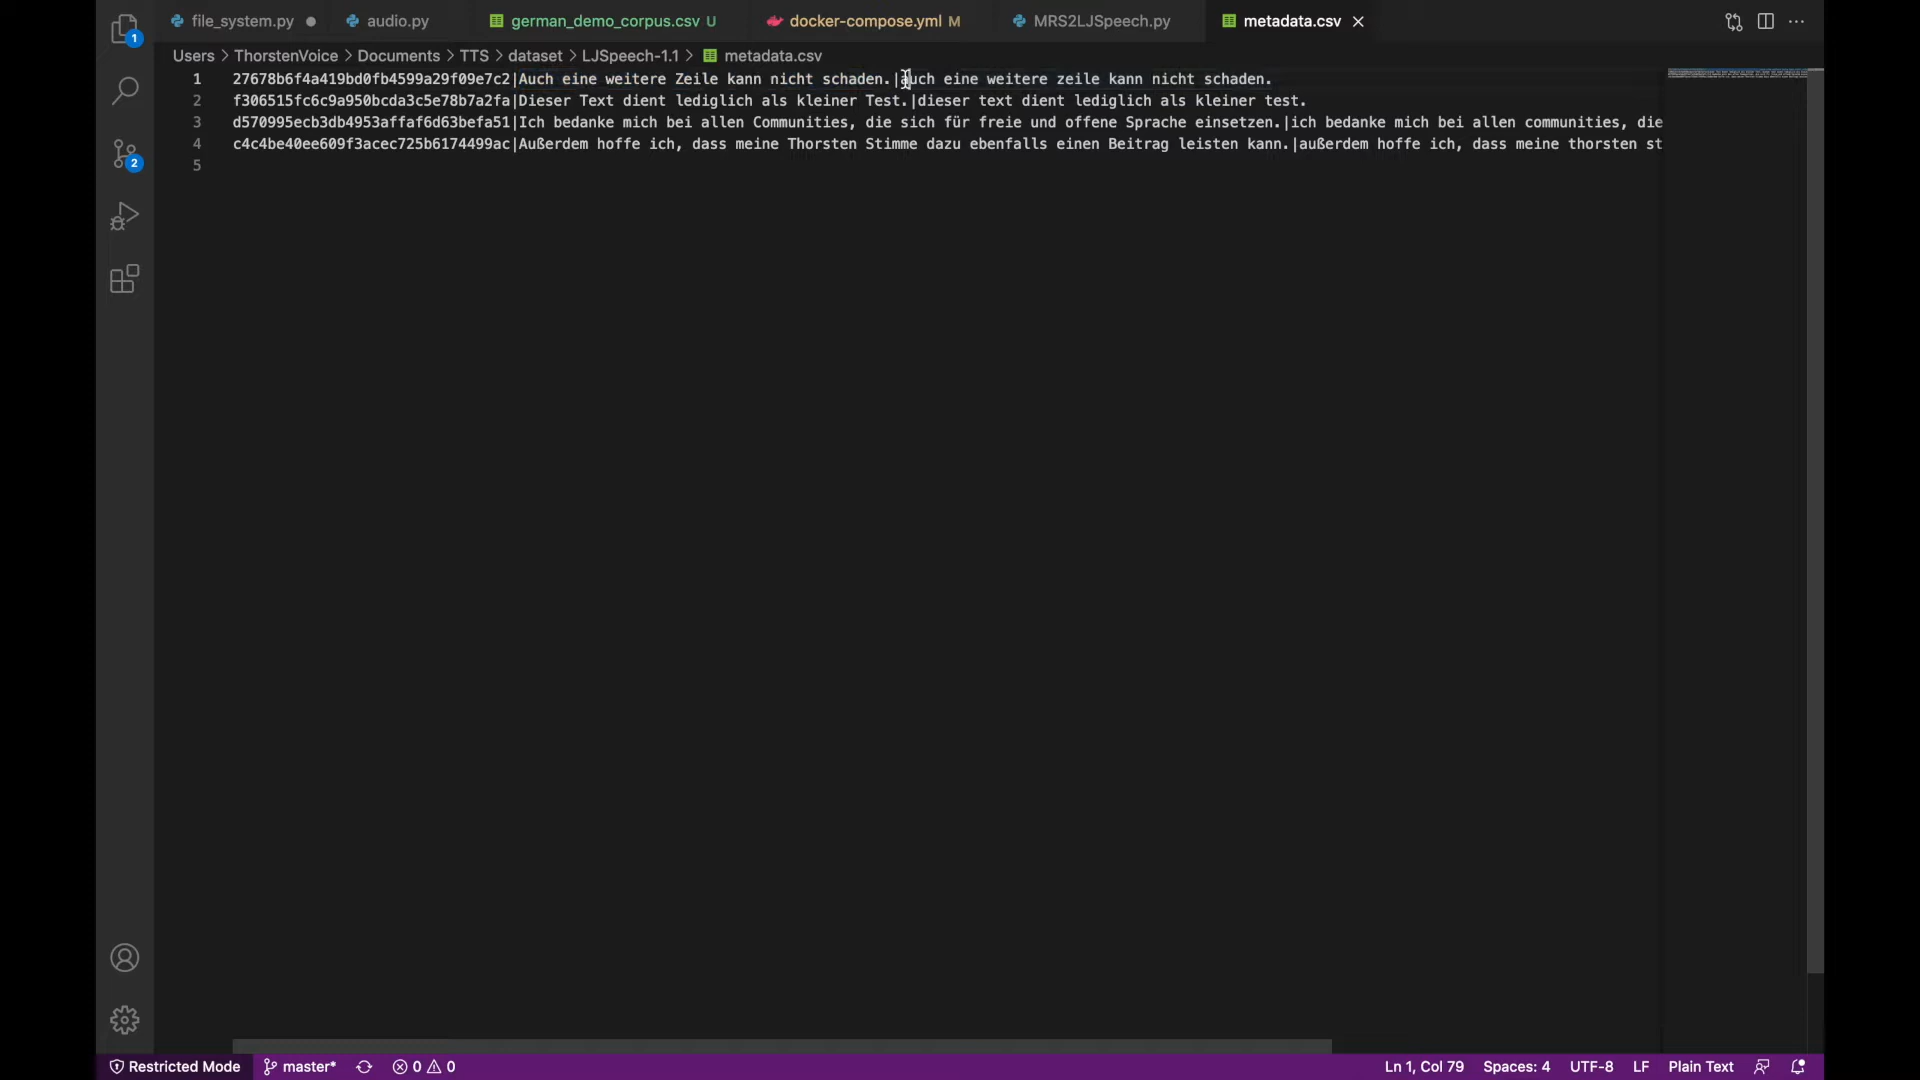 file_system.py
audio.py
german_demo_corpus.csv U
docker-compose.yml M
MRS2LJSpeech.py
metadata.csv
1
Users > ThorstenVoice > Documents > TTS > dataset > LJSpeech-1.1 > metadata.csv
1 27678b6f4a419bd0fb4599a29f09e7c2|Auch eine weitere Zeile kann nicht schaden.|auch eine weitere zeile kann nicht schaden.
2 f306515fc6c9a950bcda3c5e78b7a2fa|Dieser Text dient lediglich als kleiner Test.|dieser text dient lediglich als kleiner test.
3 d570995ecb3db4953affaf6d63befa51|Ich bedanke mich bei allen Communities, die sich für freie und offene Sprache einsetzen.|ich bedanke mich bei allen communities, die
4 c4c4be40ee609f3acec725b6174499ac|Außerdem hoffe ich, dass meine Thorsten Stimme dazu ebenfalls einen Beitrag leisten kann.|außerdem hoffe ich, dass meine thorsten st
5
2
Restricted Mode
master*
0
0
Ln 1, Col 79
Spaces: 4
UTF-8
LF
Plain Text